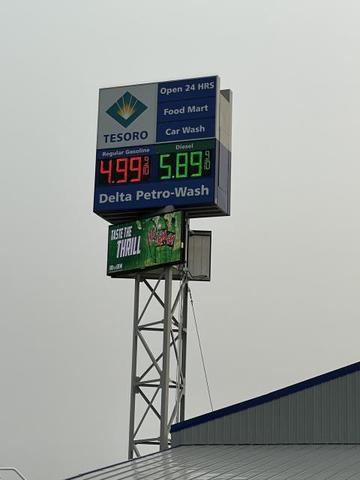 Open 24 HRS
Food Mart
TESORO
Car Wash
Regular Gasoline
Diesel
4.99 5.89
Delta Petro-Wash
TASTE THE
THRILL